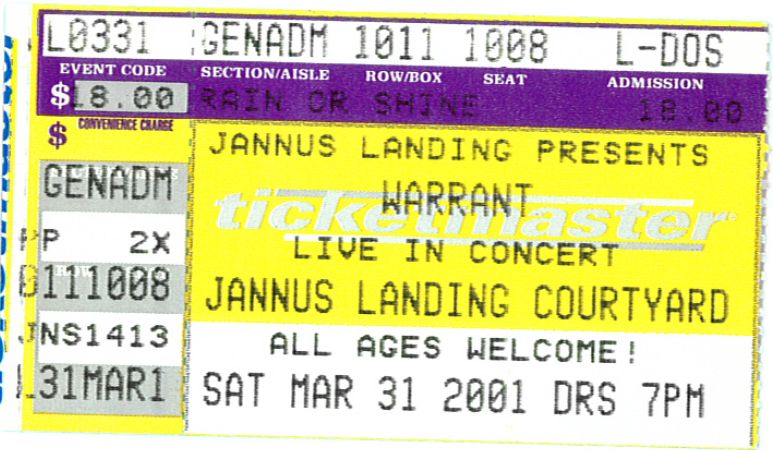 L0331 GENADM 1011 1008 L-DOS
EVENT CODE SECTION/AISLE ROW/BOX SEAT ADMISSION
$18.00 RAIN OR SHINE 18.00
$ CONVENIENCE CHARGE
JANNUS LANDING PRESENTS
GENADM WARRANT
ticketmaster
2X LIVE IN CONCERT
111008 JANNUS LANDING COURTYARD
JNS1413 ALL AGES WELCOME!
31MAR1 SAT MAR 31 2001 DRS 7PM